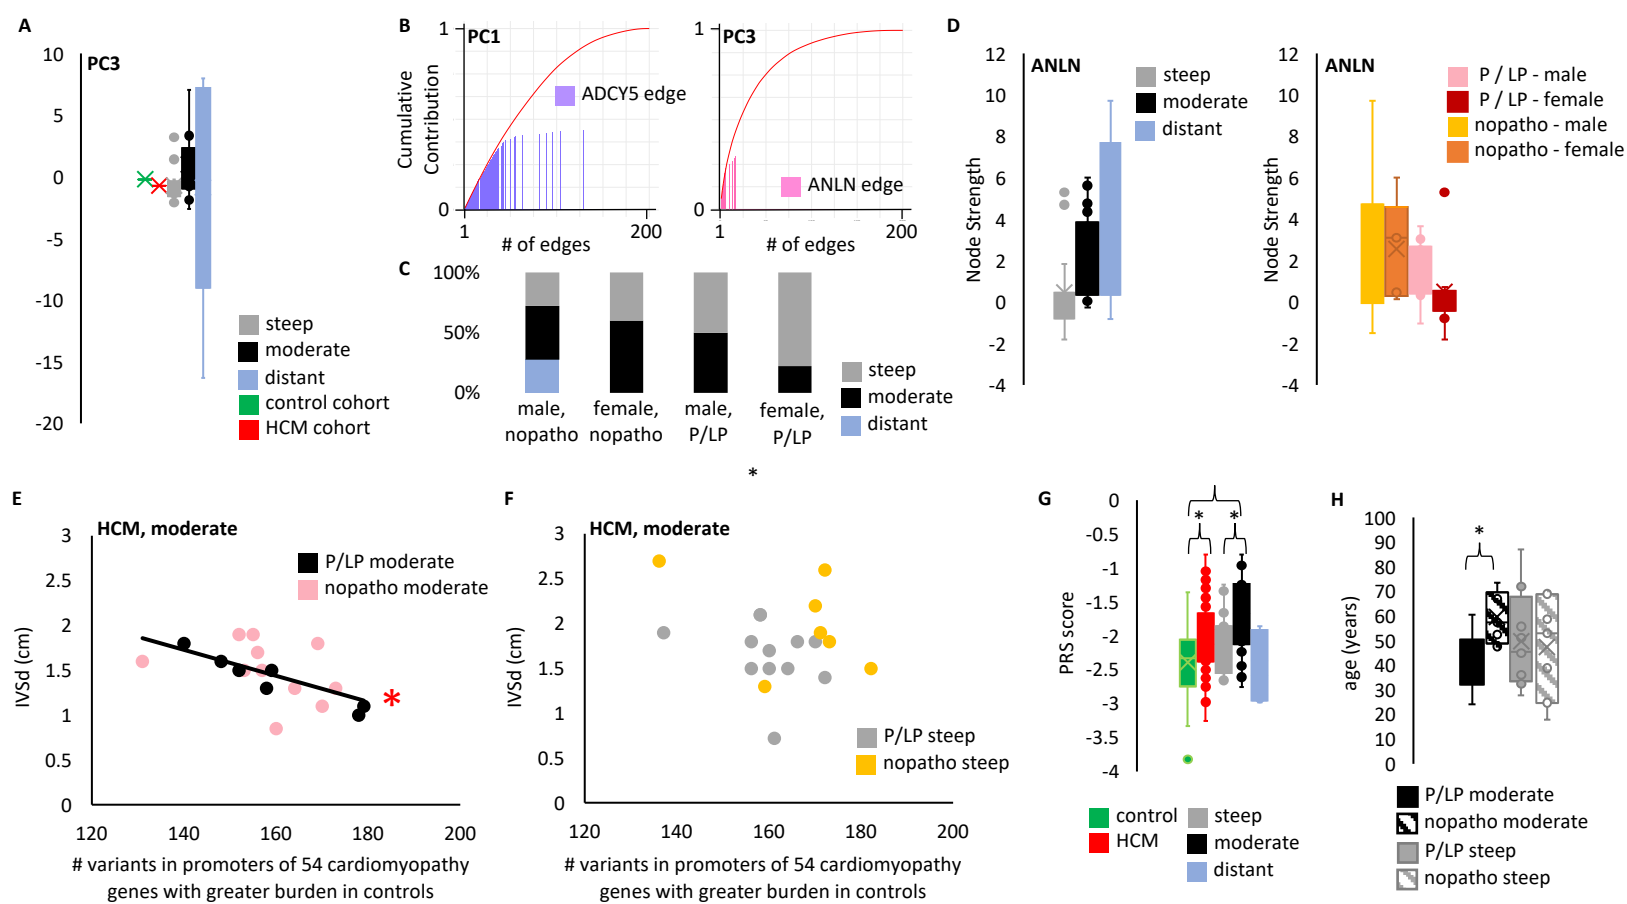 A
PC3
10
5
0
-5
-10
-15
-20
steep
moderate
distant
control cohort
HCM cohort
B
Cumulative
Contribution
1
0
PC1
ADCY5 edge
1
200
# of edges
1
0
PC3
ANLN edge
1
200
# of edges
C
100%
50%
0%
male,
nopatho
female,
nopatho
male,
P/LP
female,
P/LP
steep
moderate
distant
*
D
Node Strength
12
10
8
6
4
2
0
-2
-4
ANLN
steep
moderate
distant
Node Strength
12
10
8
6
4
2
0
-2
-4
ANLN
P / LP - male
P / LP - female
nopatho - male
nopatho - female
E
HCM, moderate
IVSd (cm)
3
2.5
2
1.5
1
0.5
0
P/LP moderate
nopatho moderate
*
120
140
160
180
200
# variants in promoters of 54 cardiomyopathy
genes with greater burden in controls
F
HCM, moderate
IVSd (cm)
3
2.5
2
1.5
1
0.5
0
P/LP steep
nopatho steep
120
140
160
180
200
# variants in promoters of 54 cardiomyopathy
genes with greater burden in controls
G
PRS score
0
-0.5
-1
-1.5
-2
-2.5
-3
-3.5
-4
*
*
control
HCM
steep
moderate
distant
H
age (years)
100
90
80
70
60
50
40
30
20
10
0
*
P/LP moderate
nopatho moderate
P/LP steep
nopatho steep